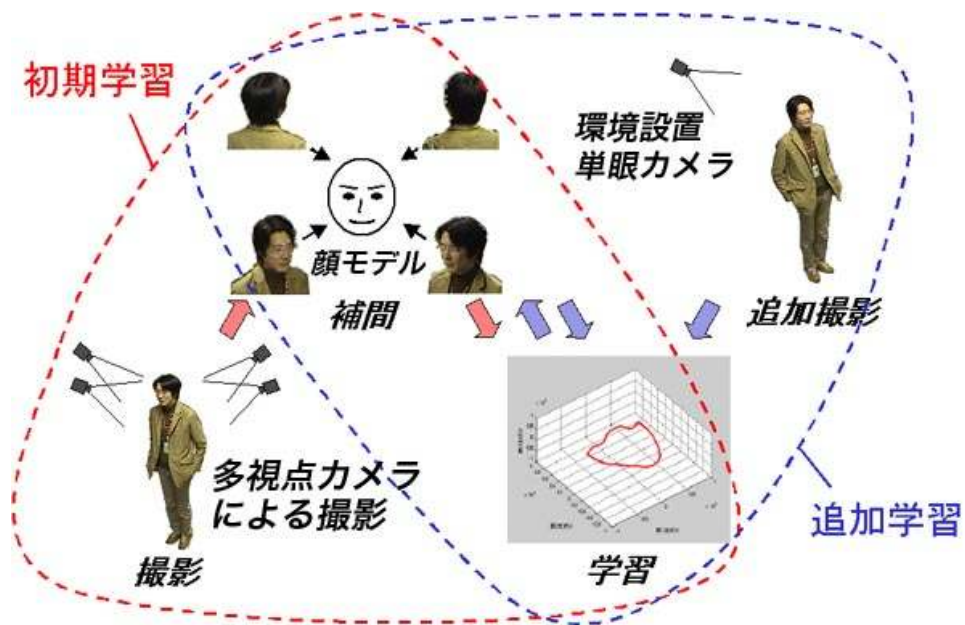 初期学習
環境設置
単眼カメラ
顔モデル
補間
追加撮影
多視点カメラ
による撮影
撮影
学習
追加学習